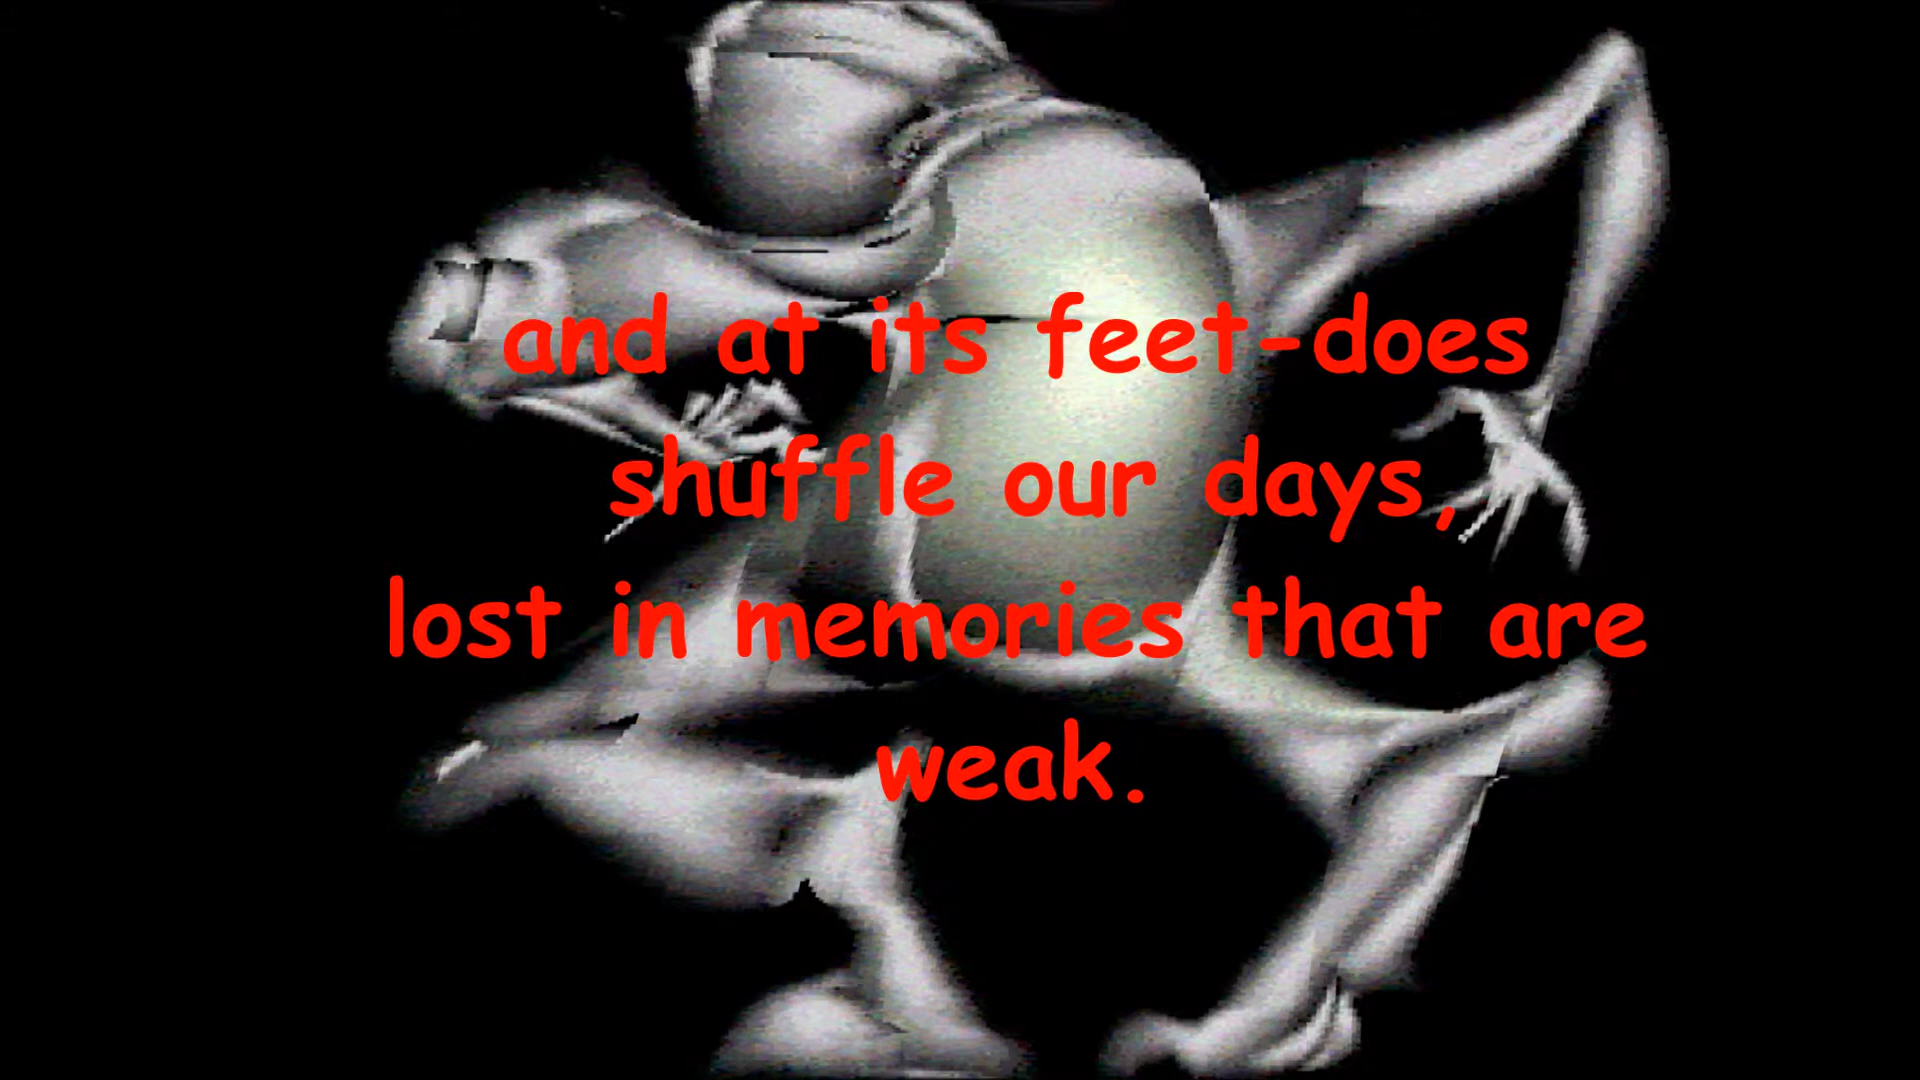 and at its feet-does
shuffle our days,
lost in memories that are
weak.